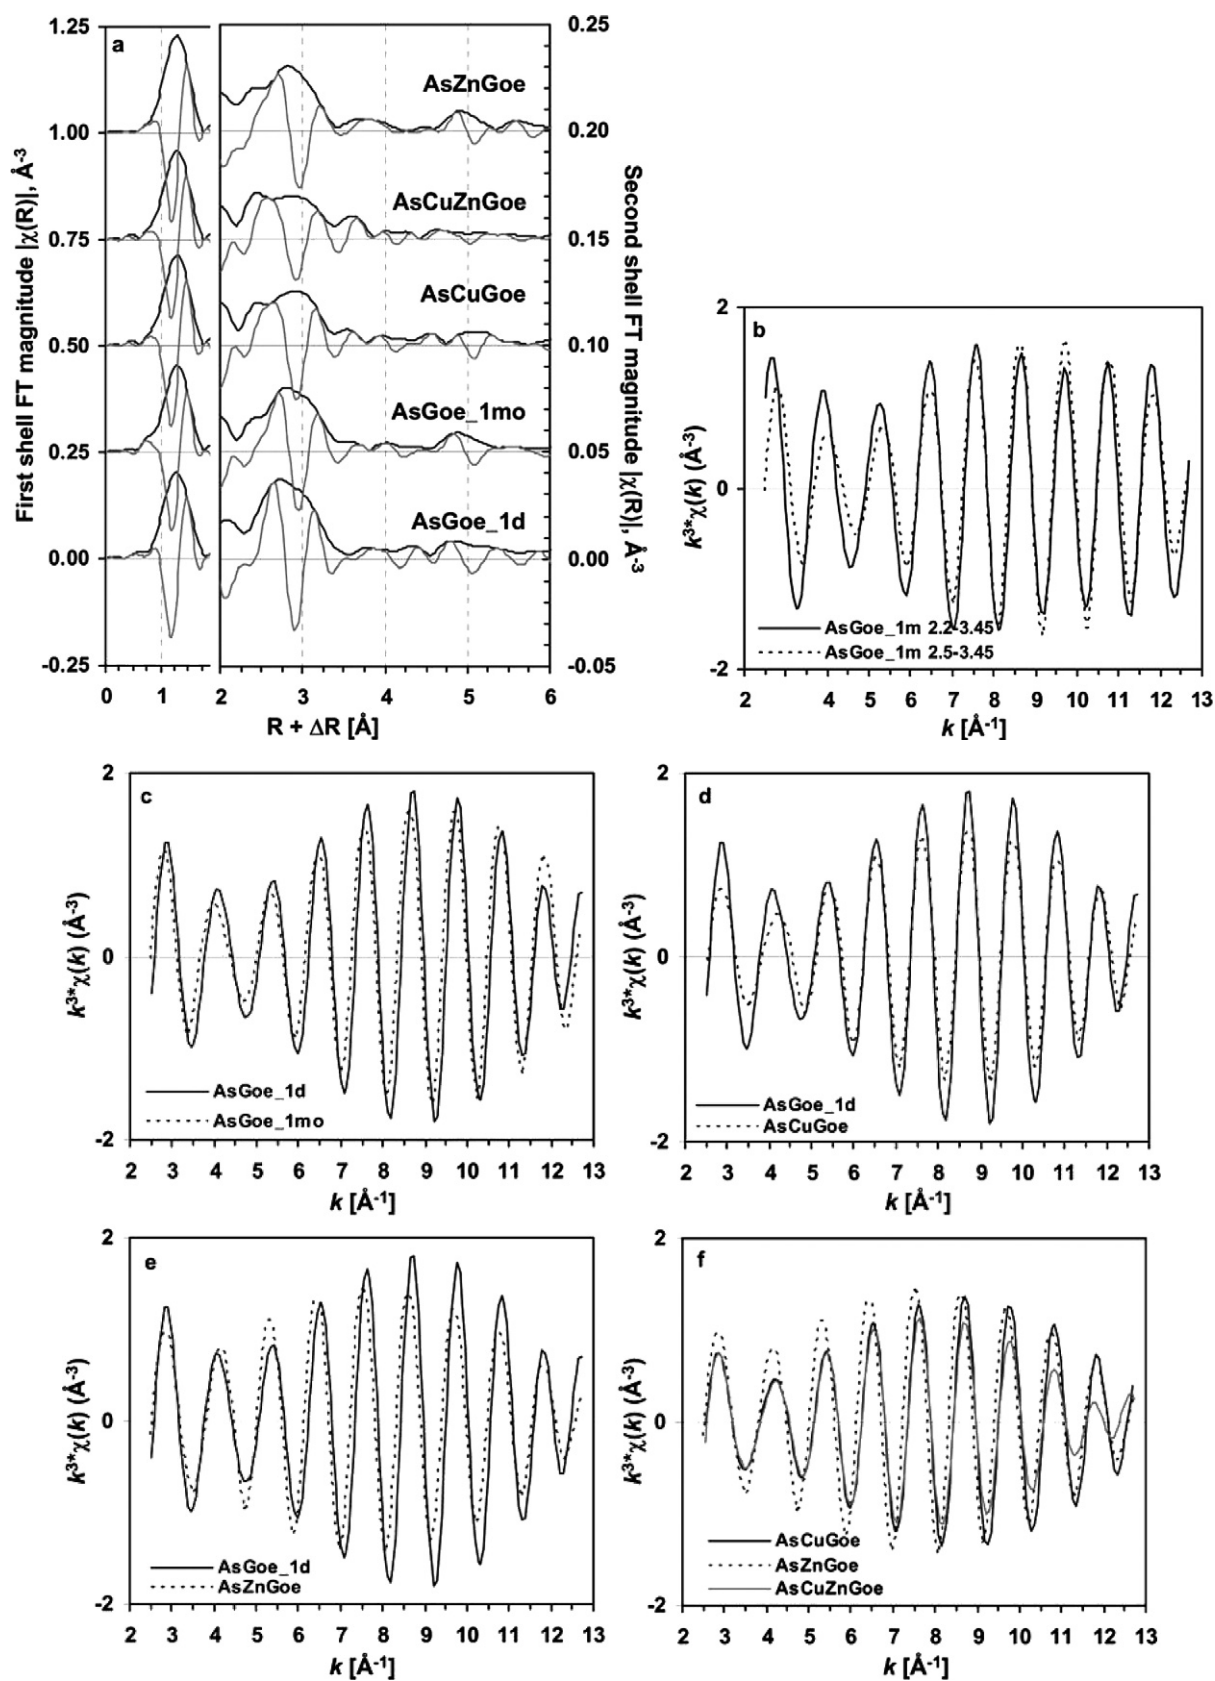 a
First shell FT magnitude |χ(R)|, Å-3
1.25
1.00
0.75
0.50
0.25
0.00
-0.25
AsZnGoe
AsCuZnGoe
AsCuGoe
AsGoe_1mo
AsGoe_1d
0.25
0.20
0.15
0.10
0.05
0.00
-0.05
Second shell FT magnitude |χ(R)|, Å-3
0 1 2 3 4 5 6
R + ΔR [Å]
b
k3*χ(k) (Å-3)
2
0
-2
AsGoe_1m 2.2-3.45
AsGoe_1m 2.5-3.45
2 3 4 5 6 7 8 9 10 11 12 13
k [Å-1]
c
k3*χ(k) (Å-3)
2
0
-2
AsGoe_1d
AsGoe_1mo
2 3 4 5 6 7 8 9 10 11 12 13
k [Å-1]
d
k3*χ(k) (Å-3)
2
0
-2
AsGoe_1d
AsCuGoe
2 3 4 5 6 7 8 9 10 11 12 13
k [Å-1]
e
k3*χ(k) (Å-3)
2
0
-2
AsGoe_1d
AsZnGoe
2 3 4 5 6 7 8 9 10 11 12 13
k [Å-1]
f
k3*χ(k) (Å-3)
2
0
-2
AsCuGoe
AsZnGoe
AsCuZnGoe
2 3 4 5 6 7 8 9 10 11 12 13
k [Å-1]